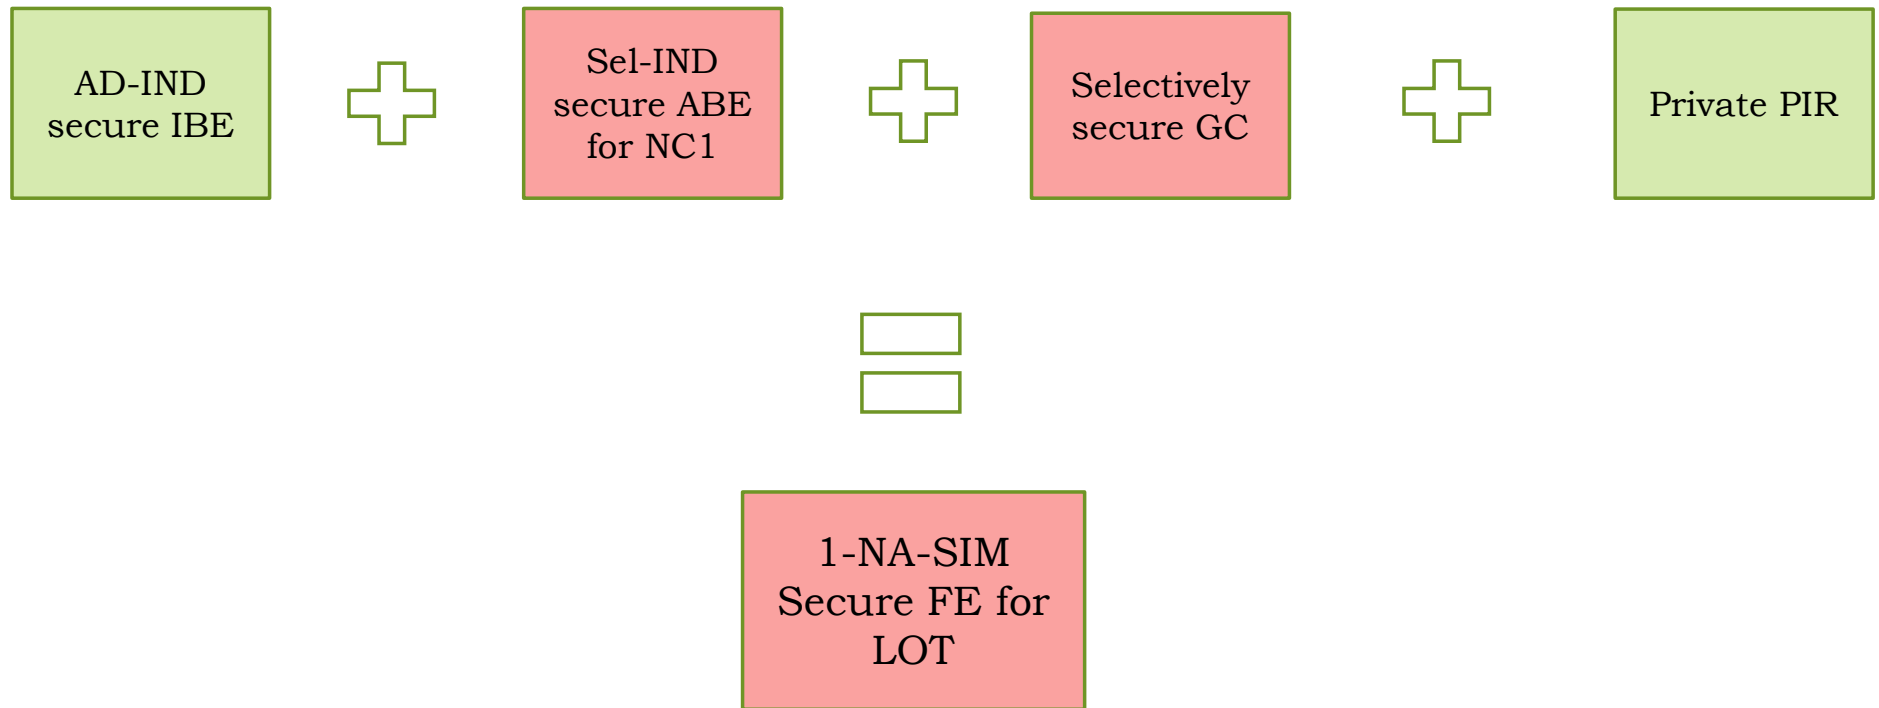 AD-IND
secure IBE
Sel-IND
secure ABE
for NC1
Selectively
secure GC
Private PIR
1-NA-SIM
Secure FE for
LOT